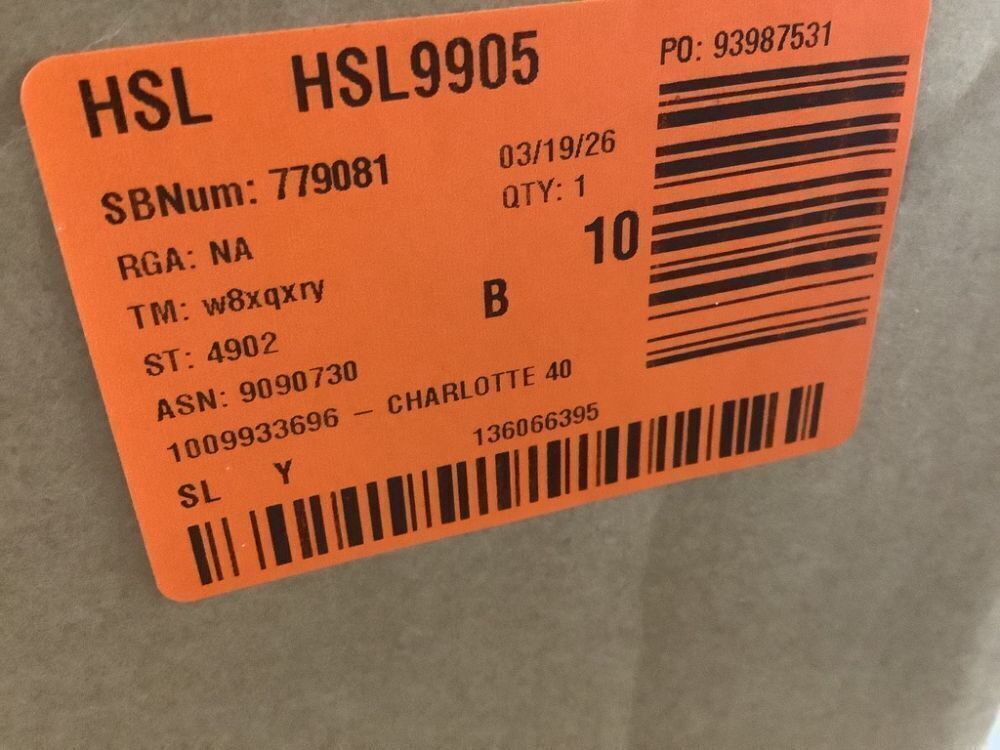 HSL HSL9905
PO: 93987531
SBNum: 779081
03/19/26
QTY: 1
RGA: NA
10
TM: w8xqxry
B
ST: 4902
ASN: 9090730
1009933696 – CHARLOTTE 40
SL Y
136066395